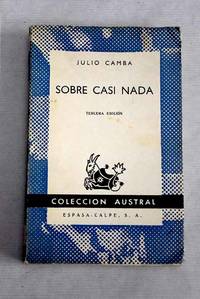 JULIO CAMBA
SOBRE CASI NADA
TERCERA EDICIÓN
COLECCION AUSTRAL
ESPASA-CALPE, S. A.